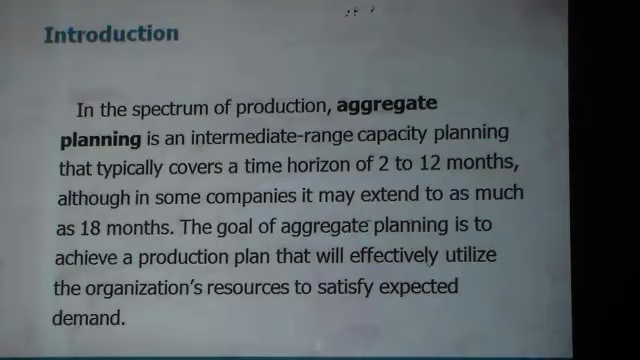 Introduction
In the spectrum of production, aggregate
planning is an intermediate-range capacity planning
that typically covers a time horizon of 2 to 12 months,
although in some companies it may extend to as much
as 18 months. The goal of aggregate planning is to
achieve a production plan that will effectively utilize
the organization's resources to satisfy expected
demand.